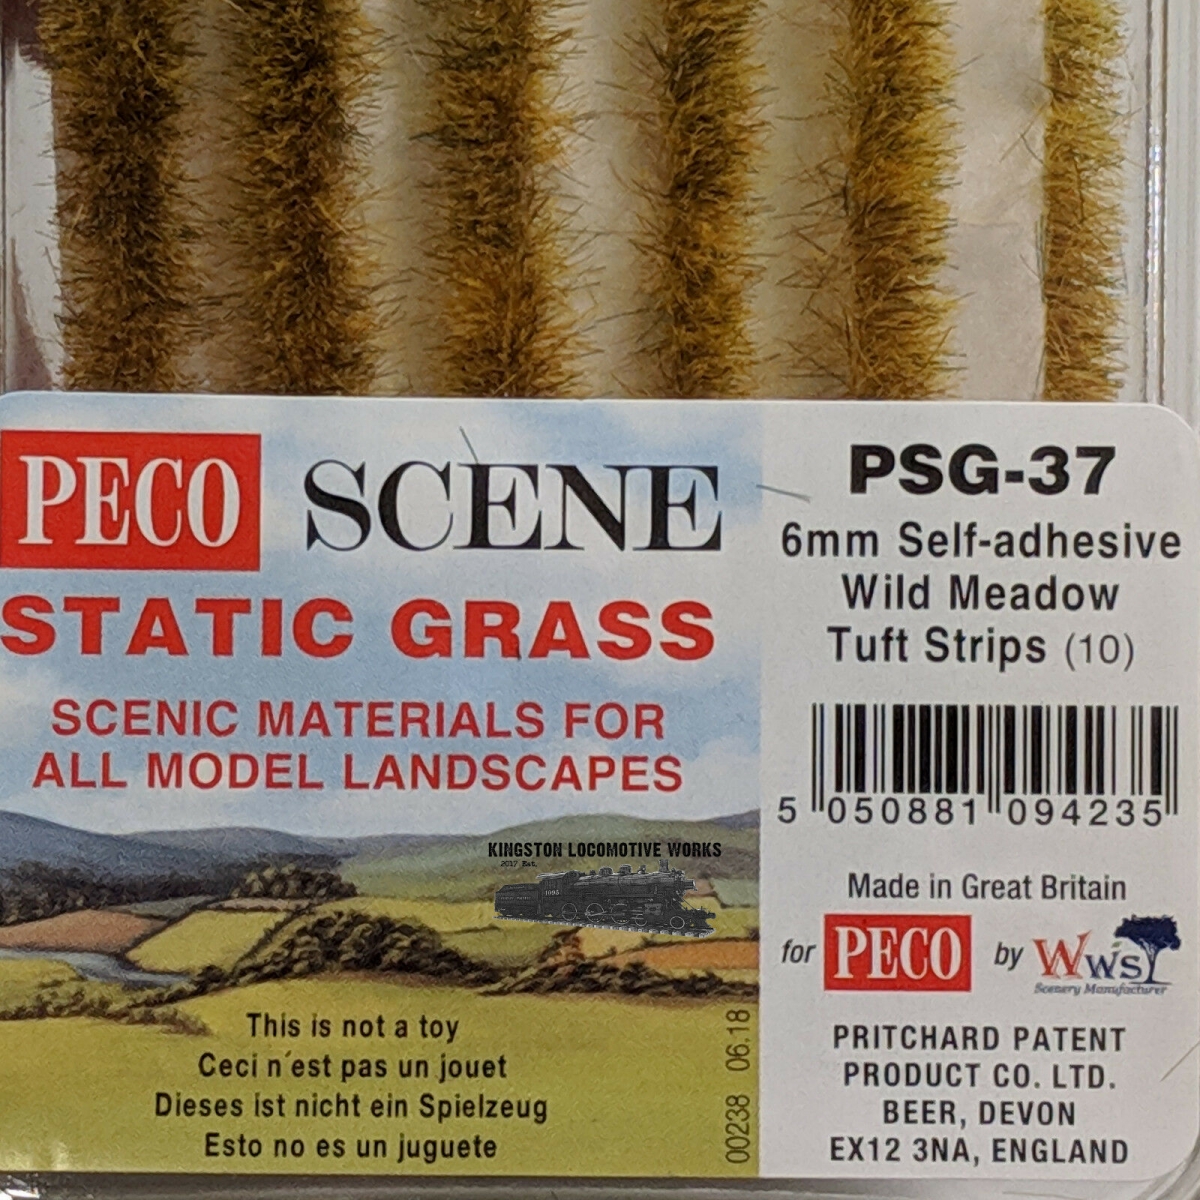 PECO SCENE
STATIC GRASS
SCENIC MATERIALS FOR
ALL MODEL LANDSCAPES
KINGSTON LOCOMOTIVE WORKS
2017 Est.
1095
This is not a toy
Ceci n´est pas un jouet
Dieses ist nicht ein Spielzeug
Esto no es un juguete
00238 06.18
PSG-37
6mm Self-adhesive
Wild Meadow
Tuft Strips (10)
5 050881 094235
Made in Great Britain
for PECO by WWS
Scenery Manufacturer
PRITCHARD PATENT
PRODUCT CO. LTD.
BEER, DEVON
EX12 3NA, ENGLAND